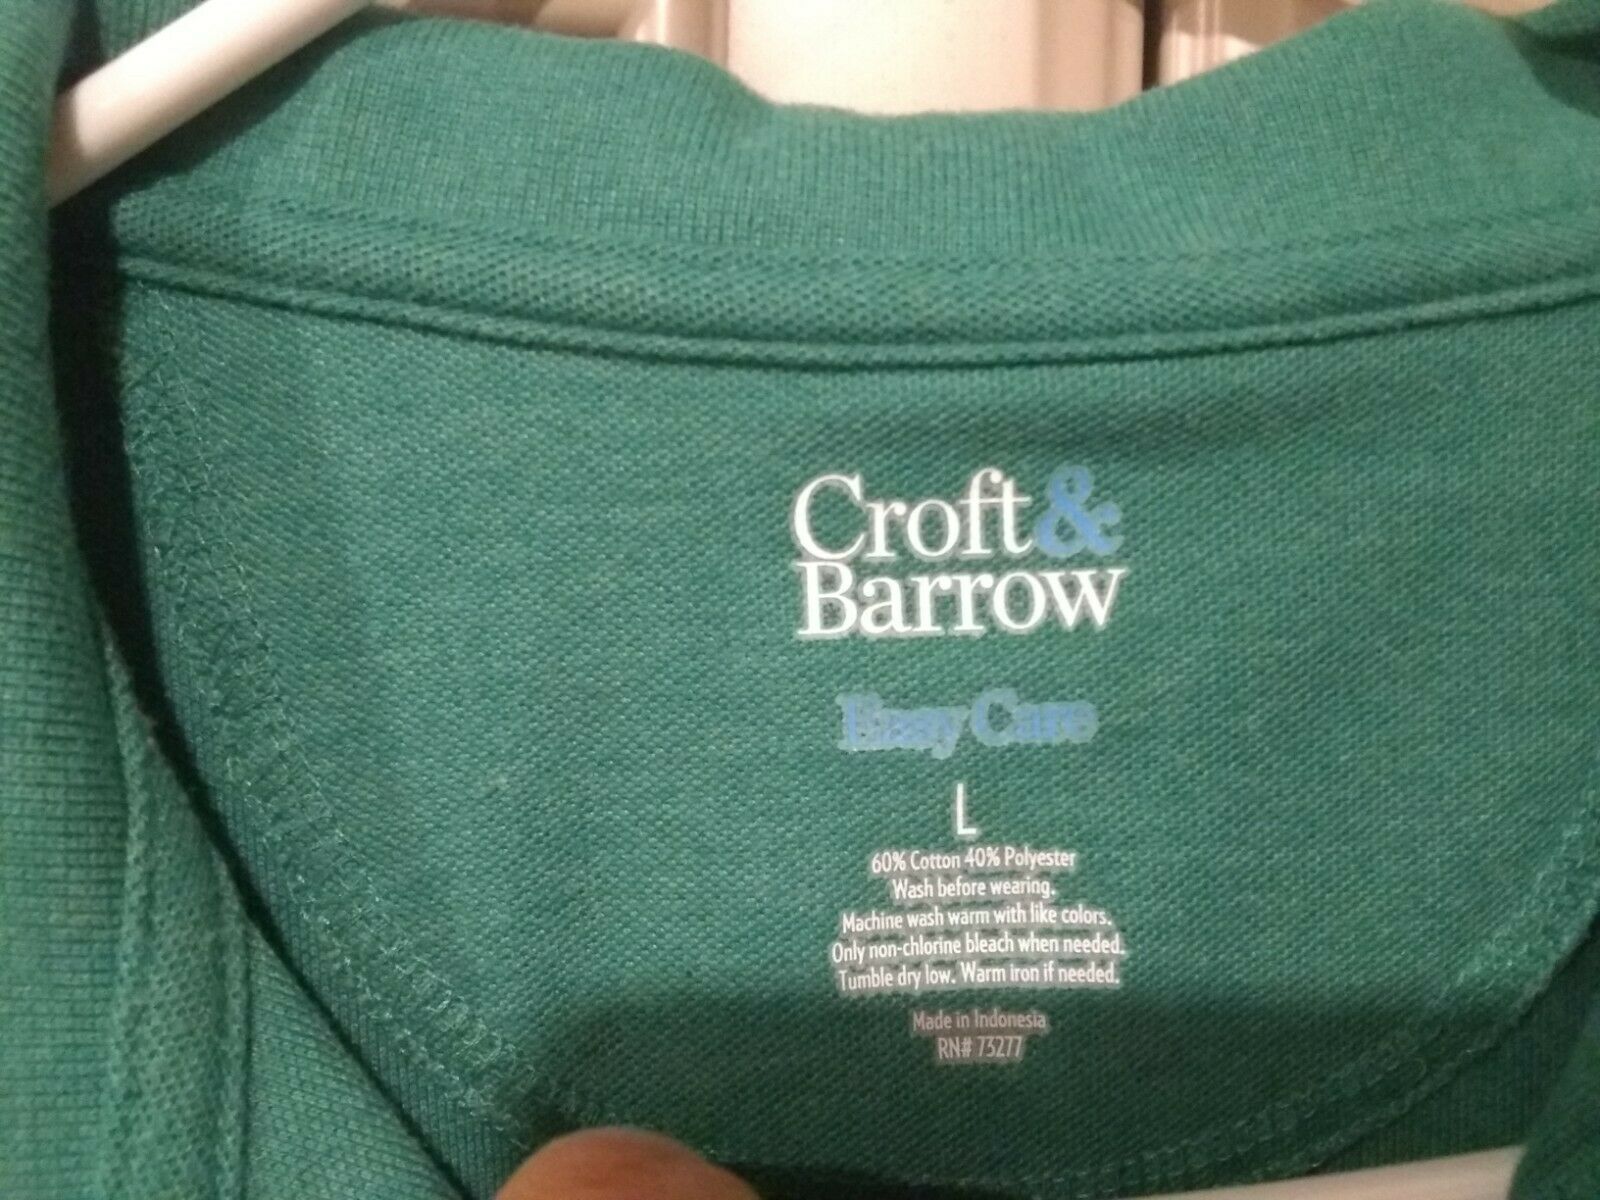 Croft&
Barrow
Easy Care
L
60% Cotton 40% Polyester
Wash before wearing.
Machine wash warm with like colors.
Only non-chlorine bleach when needed.
Tumble dry low. Warm iron if needed.
Made in Indonesia
RN# 73277